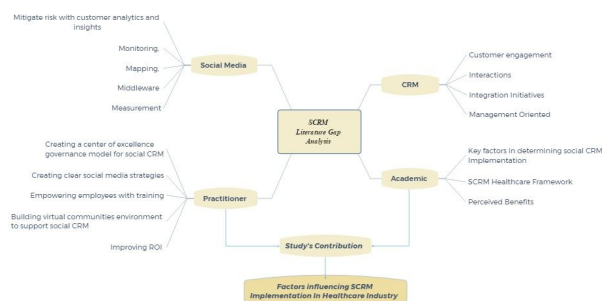 Mitigate risk with customer analytics and
insights
Monitoring,
Mapping,
Middleware
Measurement
Social Media
CRM
Customer engagement
Interactions
Integration Initiatives
Management Oriented
SCRM
Literature Gap
Analysis
Creating a center of excellence
governance model for social CRM
Creating clear social media strategies
Empowering employees with training
Building virtual communities environment
to support social CRM
Improving ROI
Practitioner
Academic
Key factors in determining social CRM
Implementation
SCRM Healthcare Framework
Perceived Benefits
Study's Contribution
Factors influencing SCRM
Implementation In Healthcare Industry